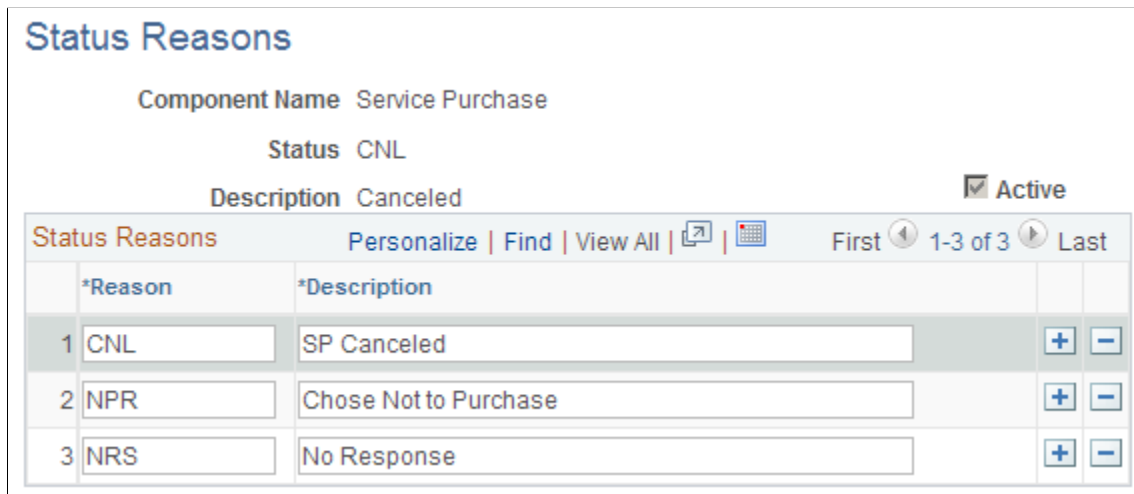 Status Reasons
Component Name Service Purchase
Status CNL
Description Canceled
Active
Status Reasons Personalize | Find | View All | | First 1-3 of 3 Last
*Reason *Description
1 CNL SP Canceled
2 NPR Chose Not to Purchase
3 NRS No Response